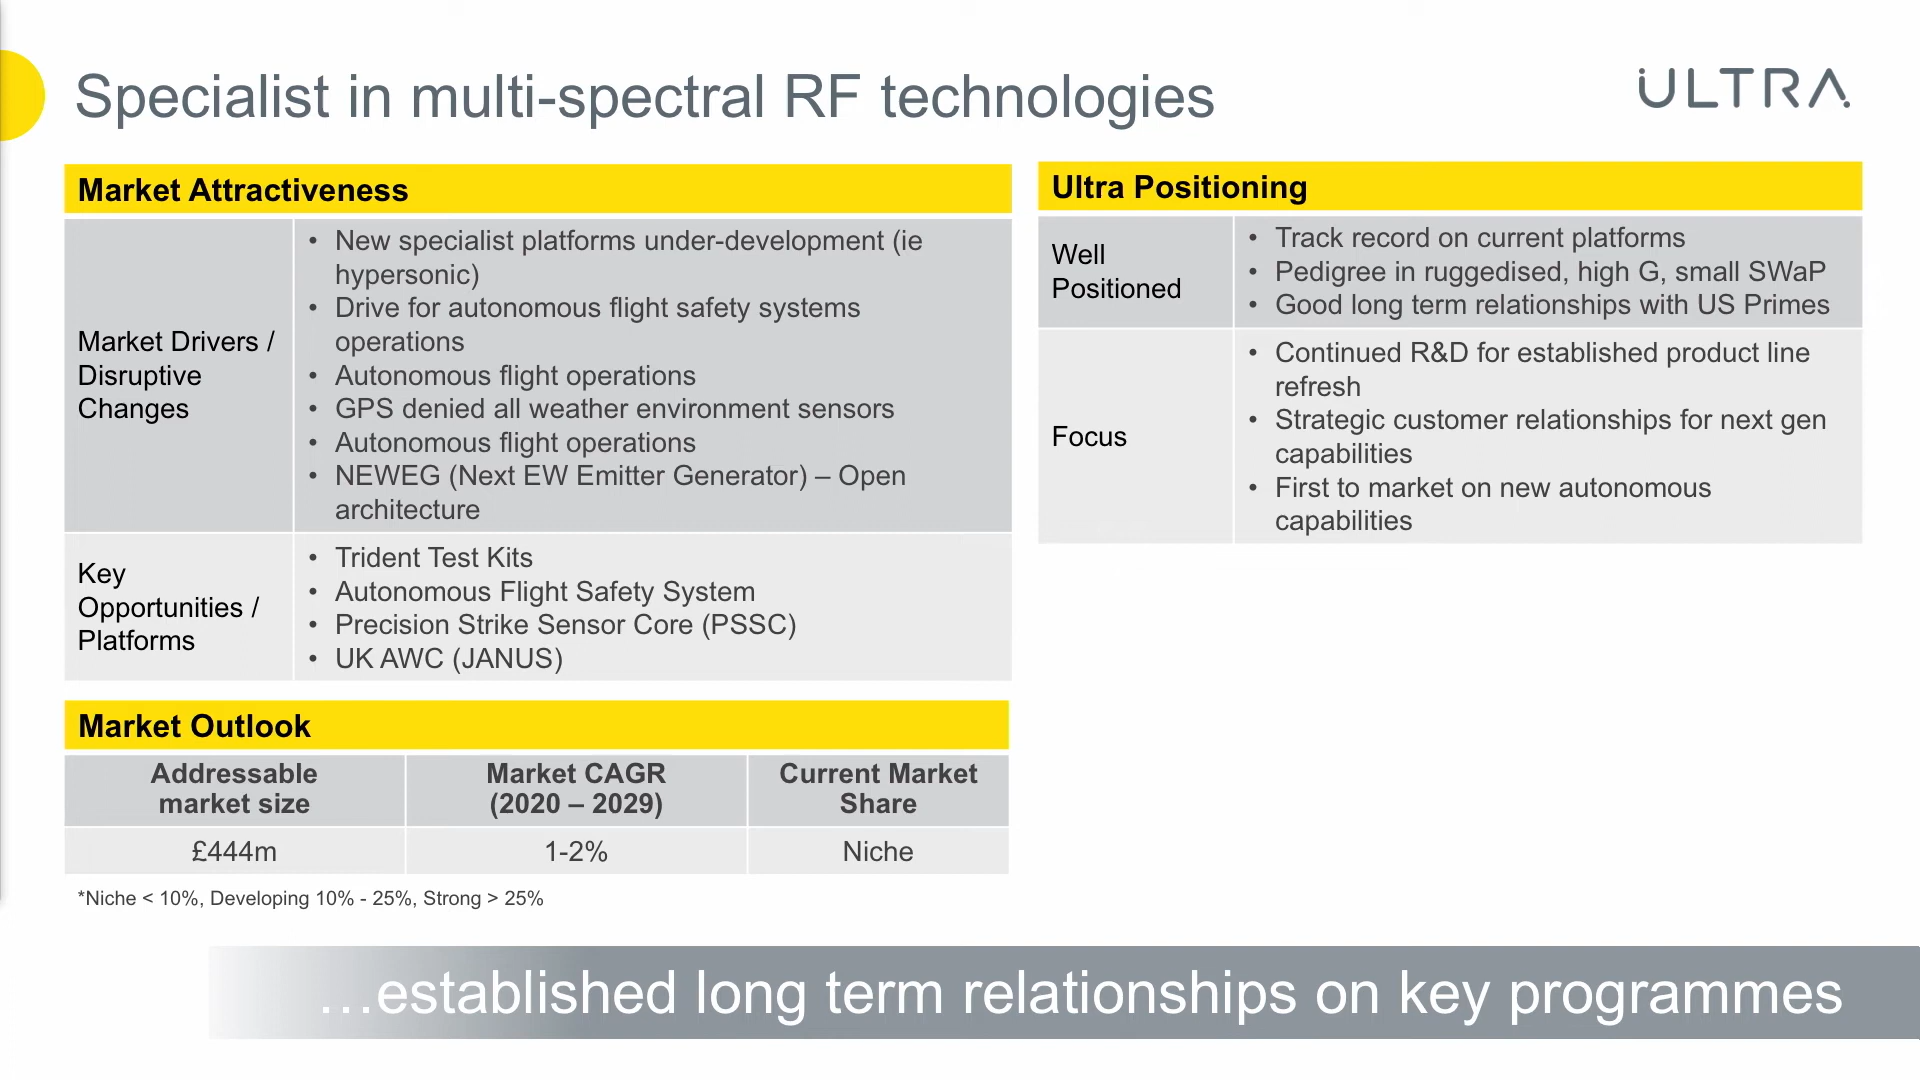 Specialist in multi-spectral RF technologies
ULTRA
Market Attractiveness
Market Drivers /
Disruptive
Changes
• New specialist platforms under-development (ie
hypersonic)
• Drive for autonomous flight safety systems
operations
• Autonomous flight operations
• GPS denied all weather environment sensors
• Autonomous flight operations
• NEWEG (Next EW Emitter Generator) – Open
architecture
Key
Opportunities /
Platforms
• Trident Test Kits
• Autonomous Flight Safety System
• Precision Strike Sensor Core (PSSC)
• UK AWC (JANUS)
Ultra Positioning
Well
Positioned
• Track record on current platforms
• Pedigree in ruggedised, high G, small SWaP
• Good long term relationships with US Primes
Focus
• Continued R&D for established product line
refresh
• Strategic customer relationships for next gen
capabilities
• First to market on new autonomous
capabilities
Market Outlook
Addressable
market size
Market CAGR
(2020 – 2029)
Current Market
Share
£444m
1-2%
Niche
*Niche < 10%, Developing 10% - 25%, Strong > 25%
…established long term relationships on key programmes